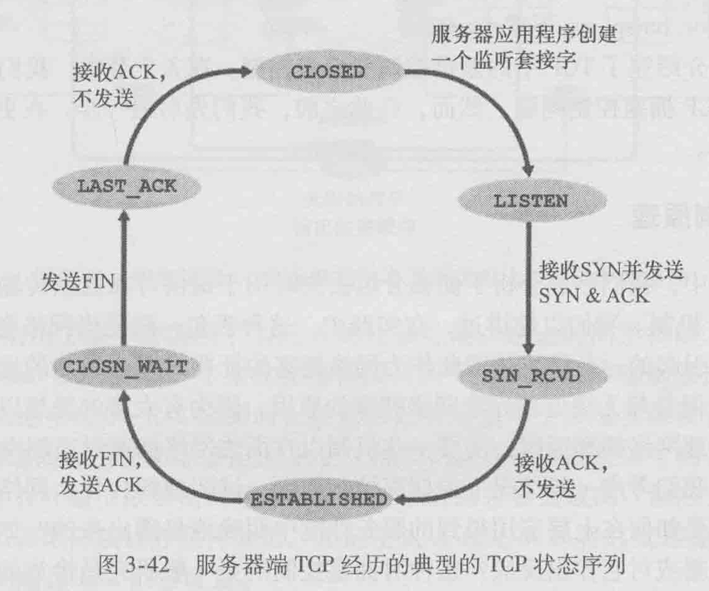 服务器应用程序创建
一个监听套接字
接收ACK,
不发送
CLOSED
LAST_ACK
LISTEN
发送FIN
接收SYN并发送
SYN & ACK
CLOSN_WAIT
SYN_RCVD
接收FIN,
发送ACK
接收ACK,
不发送
ESTABLISHED
图 3-42 服务器端 TCP 经历的典型的 TCP 状态序列